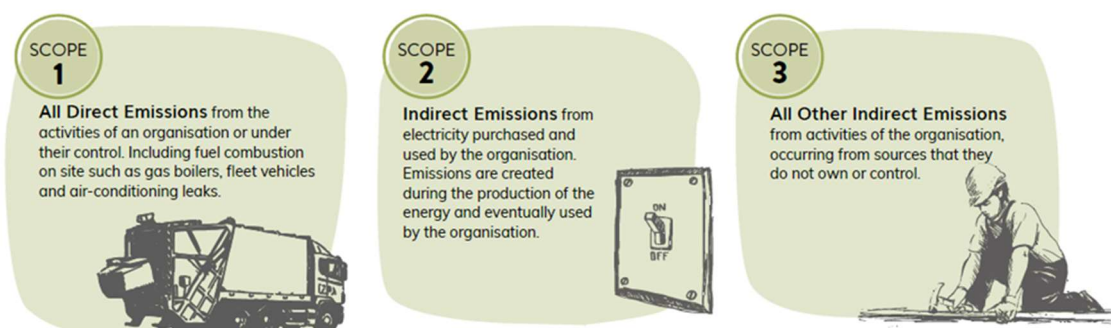 SCOPE
1
All Direct Emissions from the
activities of an organisation or under
their control. Including fuel combustion
on site such as gas boilers, fleet vehicles
and air-conditioning leaks.
SCOPE
2
Indirect Emissions from
electricity purchased and
used by the organisation.
Emissions are created
during the production of the
energy and eventually used
by the organisation.
ON
OFF
SCOPE
3
All Other Indirect Emissions
from activities of the organisation,
occurring from sources that they
do not own or control.